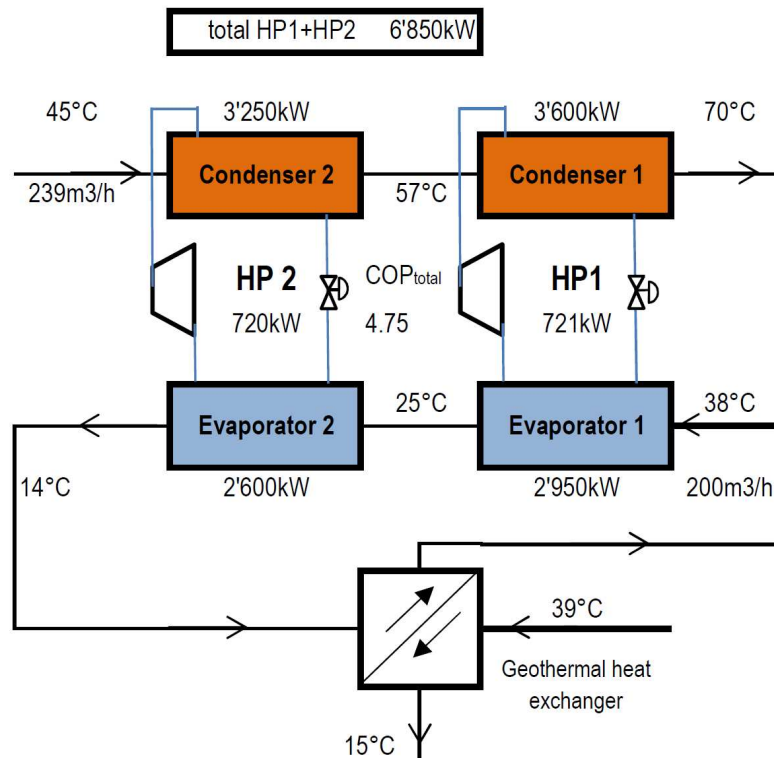 total HP1+HP2 6'850kW
45°C 3'250kW 3'600kW 70°C
Condenser 2 Condenser 1
239m3/h 57°C
HP 2 COPtotal HP1
720kW 4.75 721kW
25°C 38°C
Evaporator 2 Evaporator 1
14°C 2'600kW 2'950kW 200m3/h
39°C
Geothermal heat
exchanger
15°C